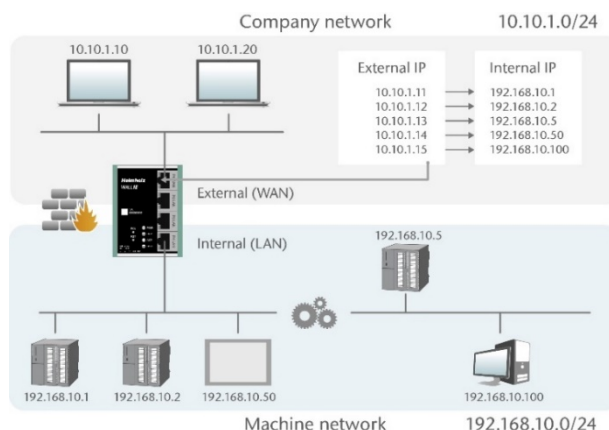 Company network 10.10.1.0/24
10.10.1.10 10.10.1.20
External IP Internal IP
10.10.1.11 192.168.10.1
10.10.1.12 192.168.10.2
10.10.1.13 192.168.10.5
10.10.1.14 192.168.10.50
10.10.1.15 192.168.10.100
Helmholz
WALL IE
External (WAN)
Internal (LAN)
192.168.10.5
192.168.10.1 192.168.10.2 192.168.10.50 192.168.10.100
Machine network 192.168.10.0/24